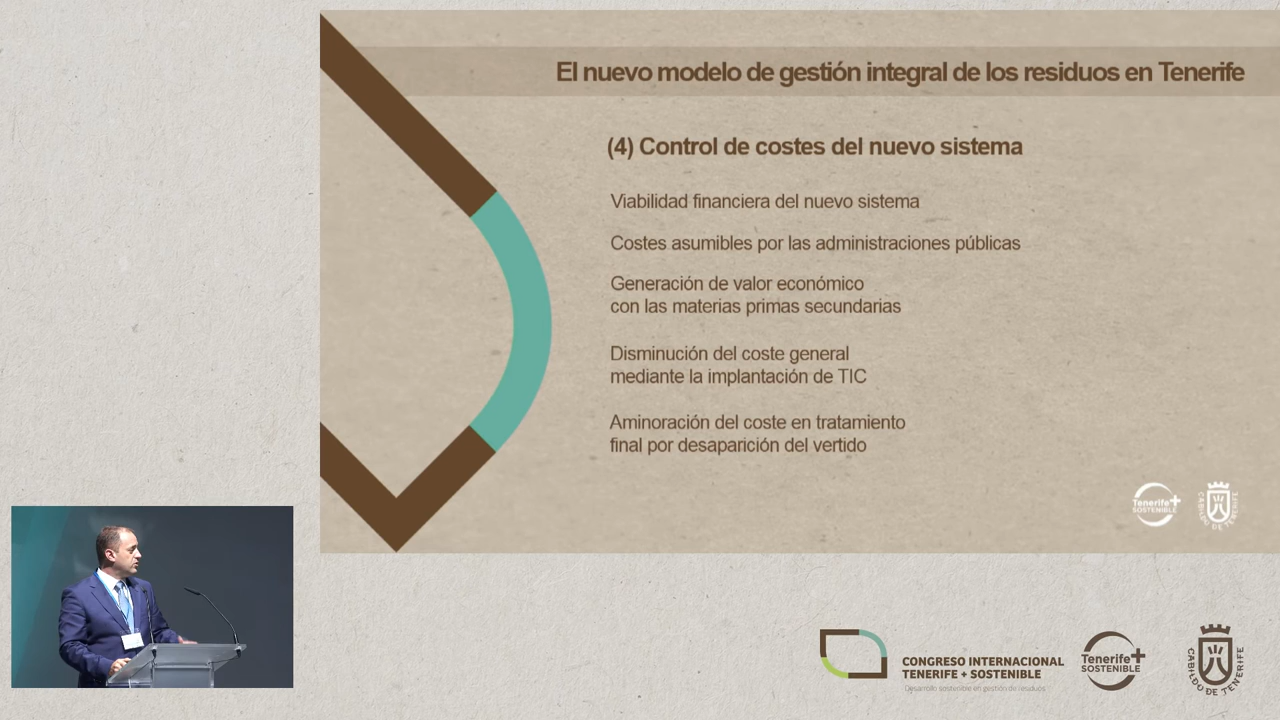 El nuevo modelo de gestión integral de los residuos en Tenerife
(4) Control de costes del nuevo sistema
Viabilidad financiera del nuevo sistema
Costes asumibles por las administraciones públicas
Generación de valor económico
con las materias primas secundarias
Disminución del coste general
mediante la implantación de TIC
Aminoración del coste en tratamiento
final por desaparición del vertido
Tenerife+
SOSTENIBLE
CABILDO DE TENERIFE
CONGRESO INTERNACIONAL
TENERIFE + SOSTENIBLE
Desarrollo sostenible en gestión de residuos
Tenerife+
SOSTENIBLE
CABILDO DE TENERIFE